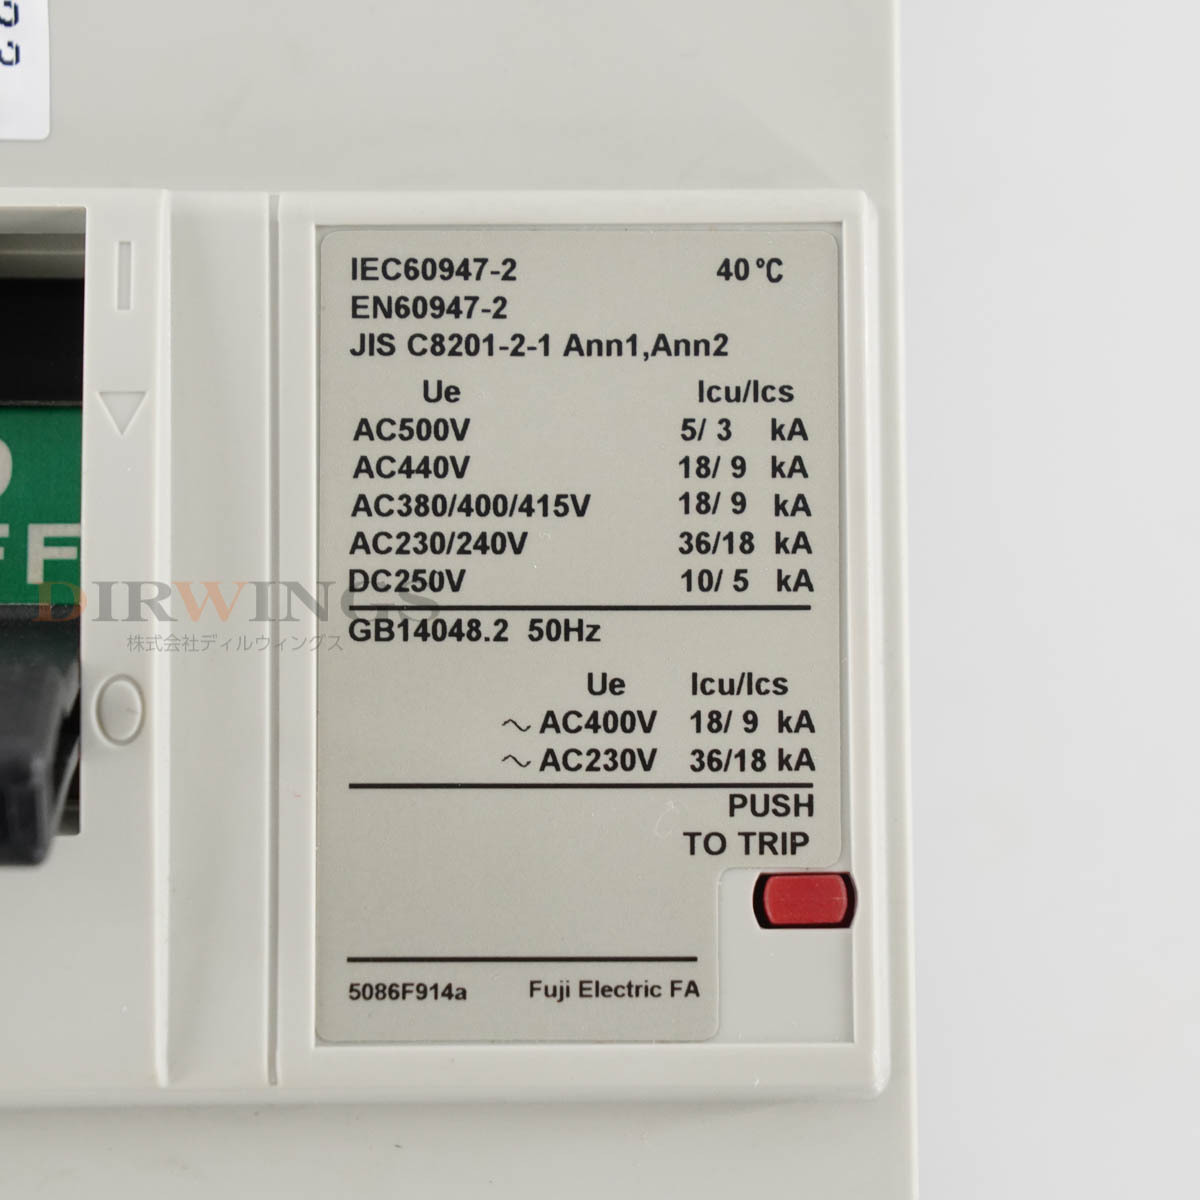 IEC60947-2 40°C
EN60947-2
JIS C8201-2-1 Ann1,Ann2
Ue Icu/Ics
AC500V 5/ 3 kA
AC440V 18/ 9 kA
AC380/400/415V 18/ 9 kA
AC230/240V 36/18 kA
DC250V 10/ 5 kA
GB14048.2 50Hz
Ue Icu/Ics
~ AC400V 18/ 9 kA
~ AC230V 36/18 kA
PUSH
TO TRIP
5086F914a Fuji Electric FA
DIRWINGS
株式会社ディルウィングス